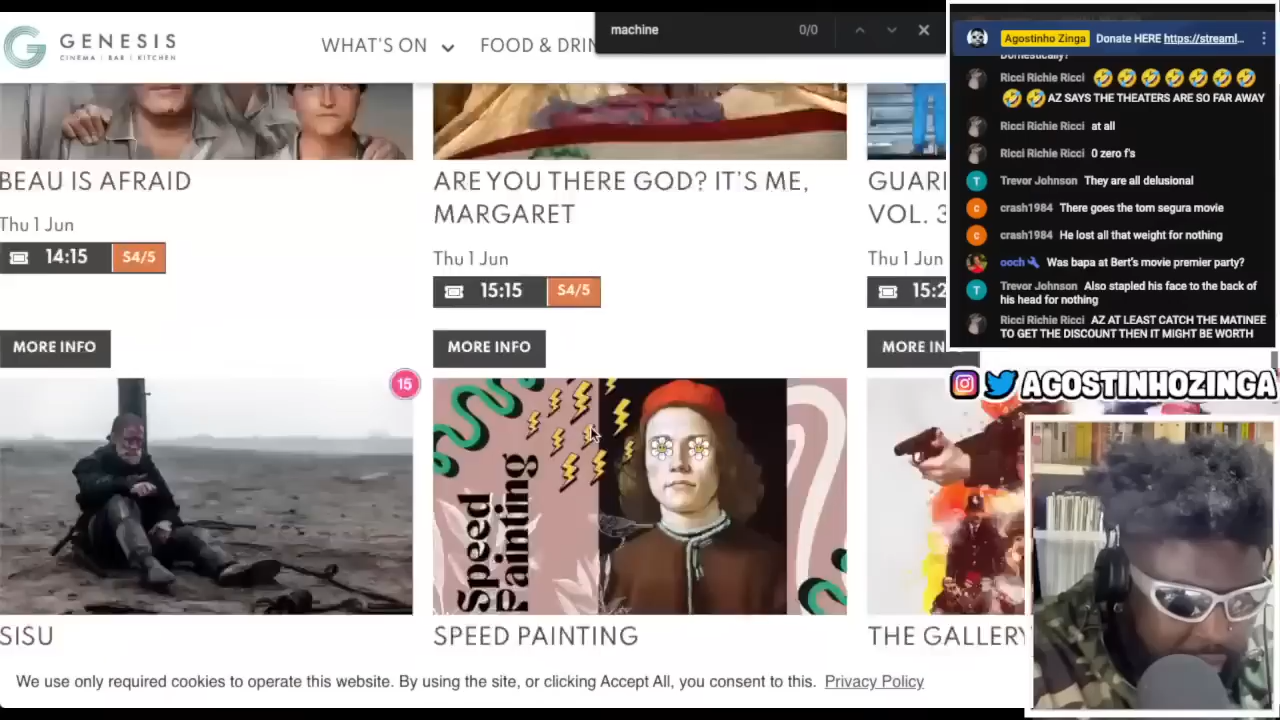 GENESIS
CINEMA | BAR | KITCHEN
WHAT'S ON
FOOD & DRIN
machine
0/0
BEAU IS AFRAID
Thu 1 Jun
14:15 S4/5
MORE INFO
ARE YOU THERE GOD? IT'S ME,
MARGARET
Thu 1 Jun
15:15 S4/5
MORE INFO
GUARI
VOL. 3
Thu 1 Jun
15:2
MORE IN
15
SISU
Speed
Painting
SPEED PAINTING
THE GALLERY
We use only required cookies to operate this website. By using the site, or clicking Accept All, you consent to this. Privacy Policy
Agostinho Zinga Donate HERE https://streaml...
Domestically?
Ricci Richie Ricci 🤣🤣🤣🤣🤣🤣🤣
🤣🤣AZ SAYS THE THEATERS ARE SO FAR AWAY
Ricci Richie Ricci at all
Ricci Richie Ricci 0 zero f's
T Trevor Johnson They are all delusional
c crash1984 There goes the tom segura movie
c crash1984 He lost all that weight for nothing
ooch Was bapa at Bert's movie premier party?
T Trevor Johnson Also stapled his face to the back of
his head for nothing
Ricci Richie Ricci AZ AT LEAST CATCH THE MATINEE
TO GET THE DISCOUNT THEN IT MIGHT BE WORTH
AGOSTINHOZINGA